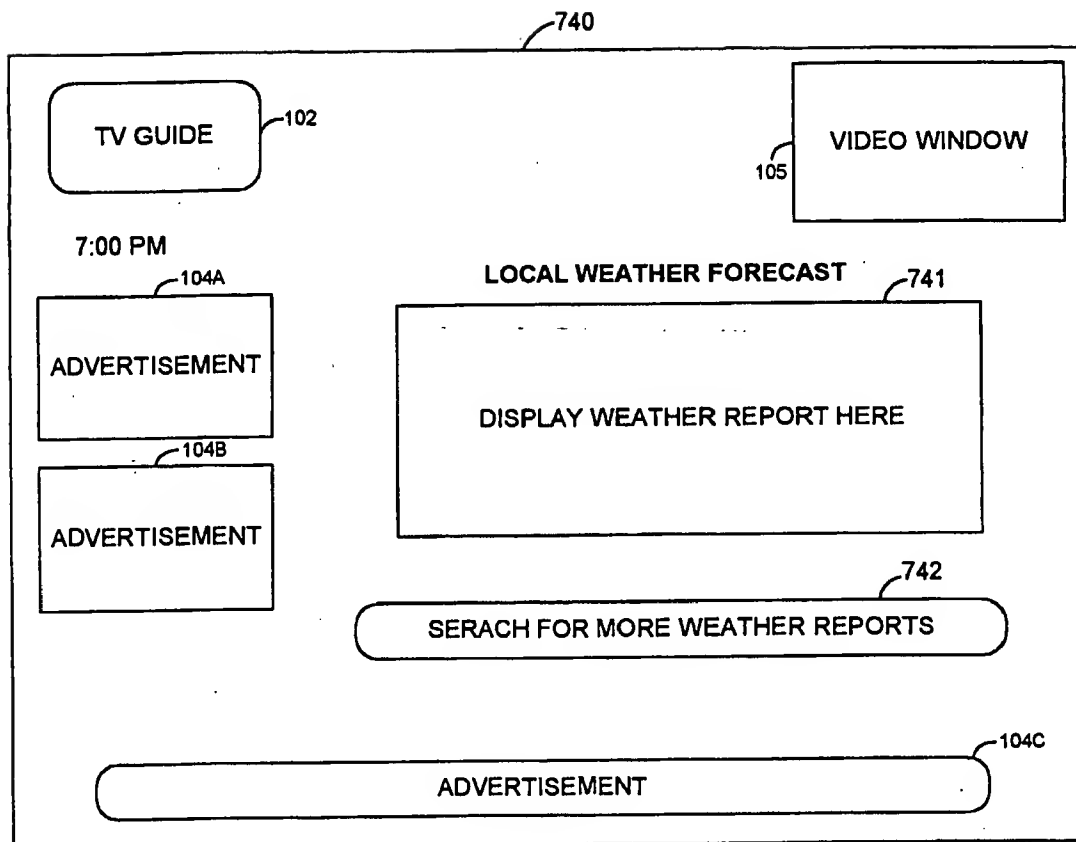 740
TV GUIDE
102
VIDEO WINDOW
105
7:00 PM
104A
ADVERTISEMENT
104B
ADVERTISEMENT
LOCAL WEATHER FORECAST
741
DISPLAY WEATHER REPORT HERE
742
SERACH FOR MORE WEATHER REPORTS
104C
ADVERTISEMENT